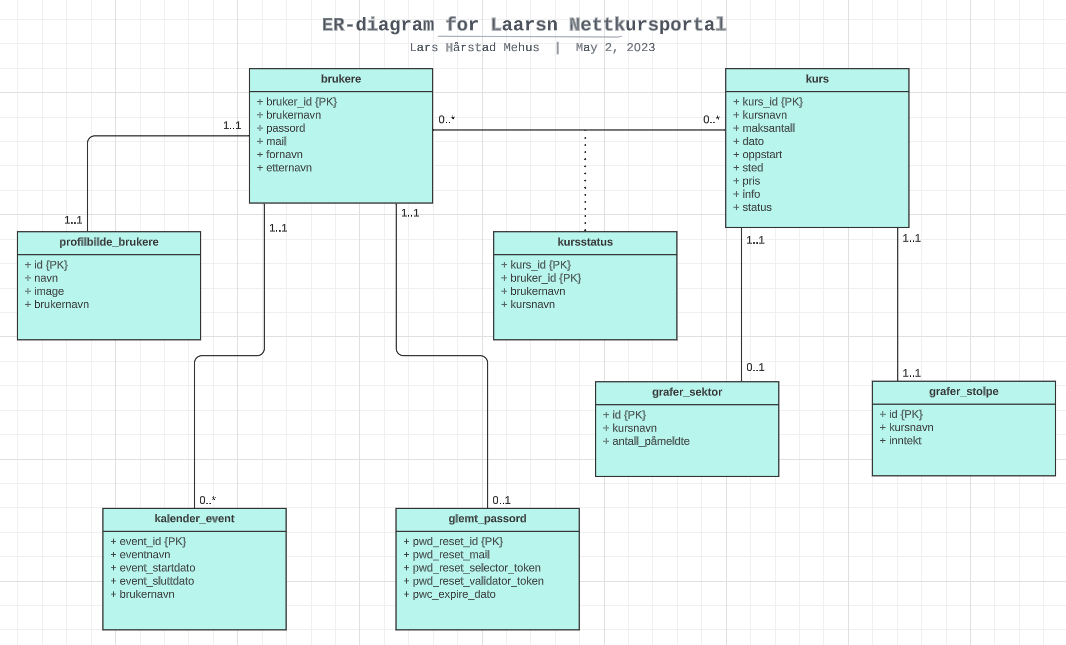 ER-diagram for Laarsn Nettkursportal
Lars Hårstad Mehus | May 2, 2023
brukere
+ bruker_id {PK}
+ brukernavn
+ passord
+ mail
+ fornavn
+ etternavn
kurs
+ kurs_id {PK}
+ kursnavn
+ maksantall
+ dato
+ oppstart
+ sted
+ pris
+ info
+ status
1..1
0..*
0..*
1..1
1..1
1..1
1..1
1..1
profilbilde_brukere
+ id {PK}
+ navn
+ image
+ brukernavn
kursstatus
+ kurs_id {PK}
+ bruker_id {PK}
+ brukernavn
+ kursnavn
0..1
1..1
grafer_sektor
+ id {PK}
+ kursnavn
+ antall_påmeldte
grafer_stolpe
+ id {PK}
+ kursnavn
+ inntekt
0..*
0..1
kalender_event
+ event_id {PK}
+ eventnavn
+ event_startdato
+ event_sluttdato
+ brukernavn
glemt_passord
+ pwd_reset_id {PK}
+ pwd_reset_mail
+ pwd_reset_selector_token
+ pwd_reset_validator_token
+ pwc_expire_dato